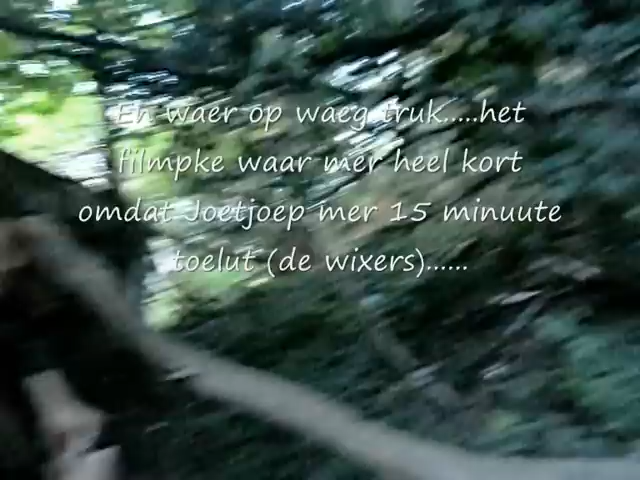 En waer op waeg truk.....het
filmpke waar mer heel kort
omdat Joetjoep mer 15 minuute
toelut (de wixers)......